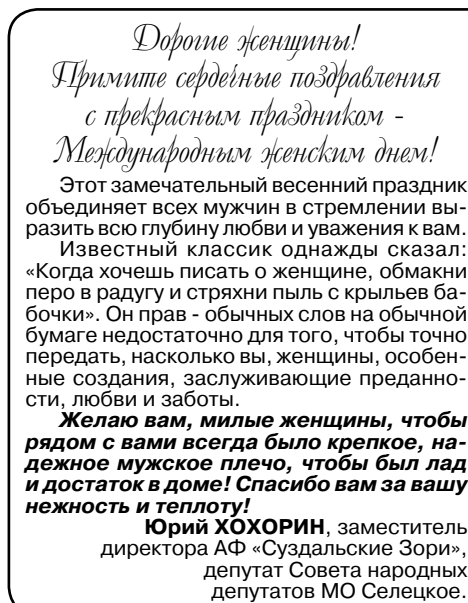 Дорогие женщины!
Примите сердечные поздравления
с прекрасным праздником -
Международным женским днем!
Этот замечательный весенний праздник
объединяет всех мужчин в стремлении вы-
разить всю глубину любви и уважения к вам.
Известный классик однажды сказал:
«Когда хочешь писать о женщине, обмакни
перо в радугу и стряхни пыль с крыльев ба-
бочки». Он прав - обычных слов на обычной
бумаге недостаточно для того, чтобы точно
передать, насколько вы, женщины, особен-
ные создания, заслуживающие преданно-
сти, любви и заботы.
Желаю вам, милые женщины, чтобы
рядом с вами всегда было крепкое, на-
дежное мужское плечо, чтобы был лад
и достаток в доме! Спасибо вам за вашу
нежность и теплоту!
Юрий ХОХОРИН, заместитель
директора АФ «Суздальские Зори»,
депутат Совета народных
депутатов МО Селецкое.